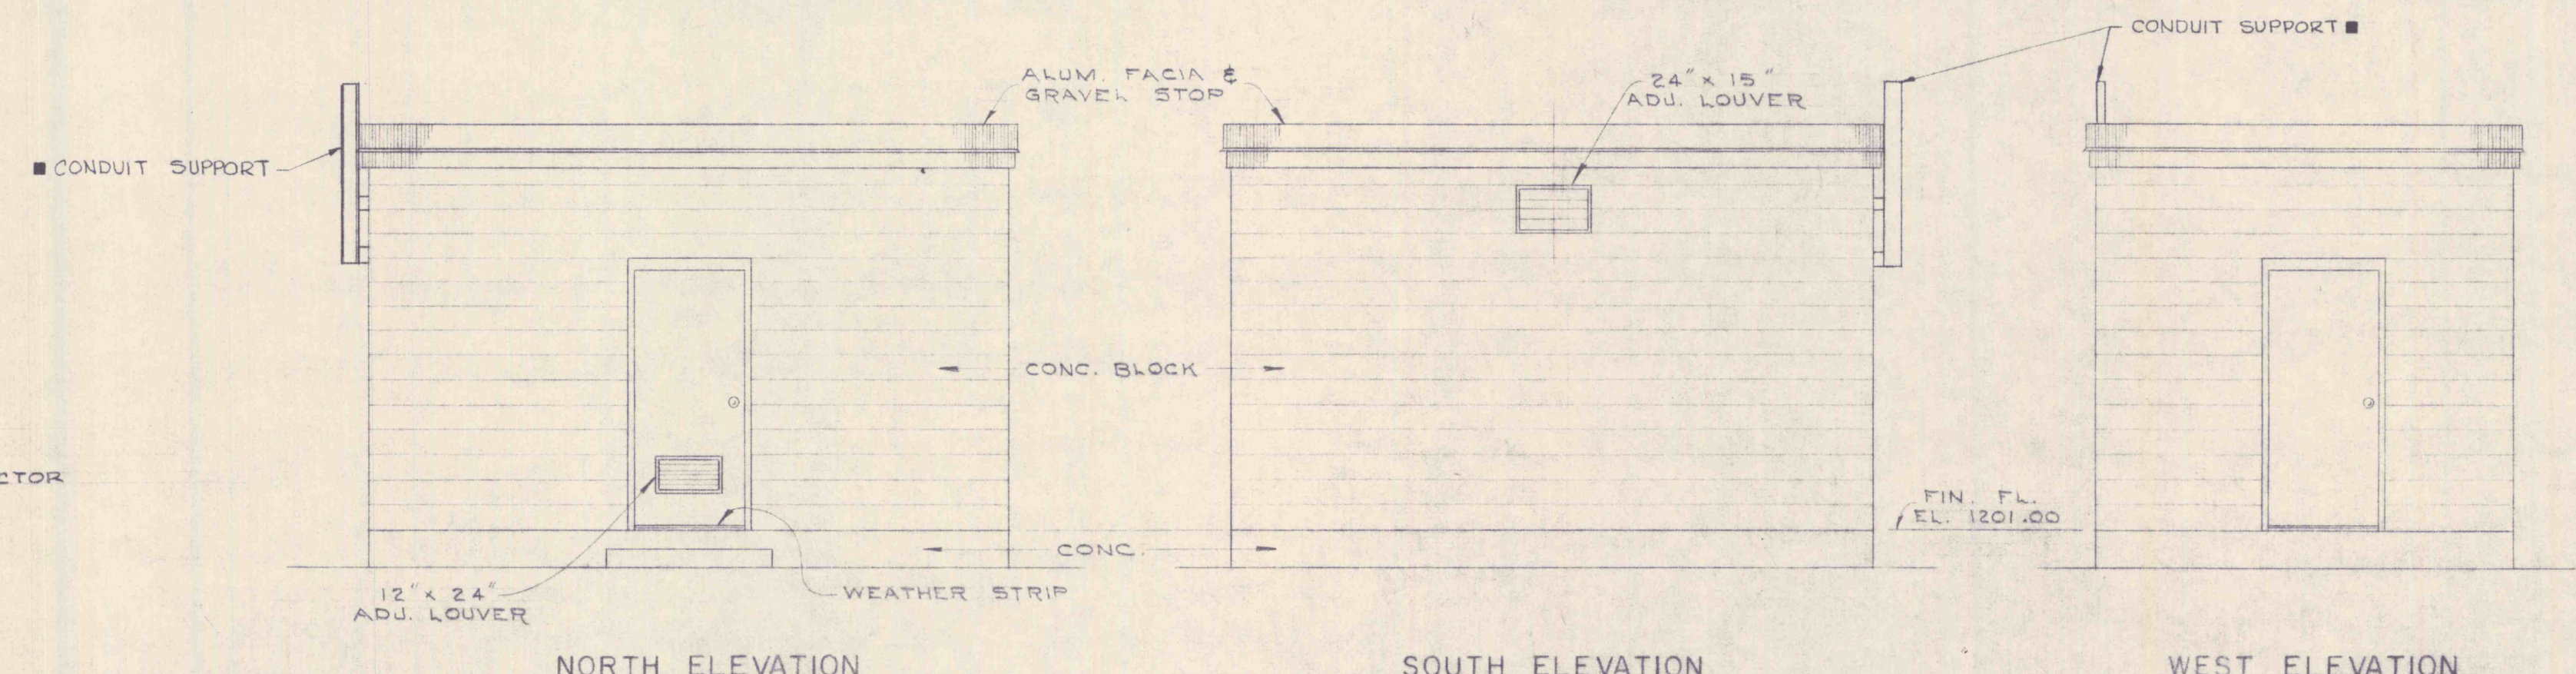 CONDUIT SUPPORT ■
ALUM. FACIA &
GRAVEL STOP
24" x 15"
ADJ. LOUVER
■ CONDUIT SUPPORT
CONC. BLOCK
CTOR
FIN. FL.
EL. 1201.00
CONC.
12" x 24"
ADJ. LOUVER
WEATHER STRIP
NORTH ELEVATION
SOUTH ELEVATION
WEST ELEVATION